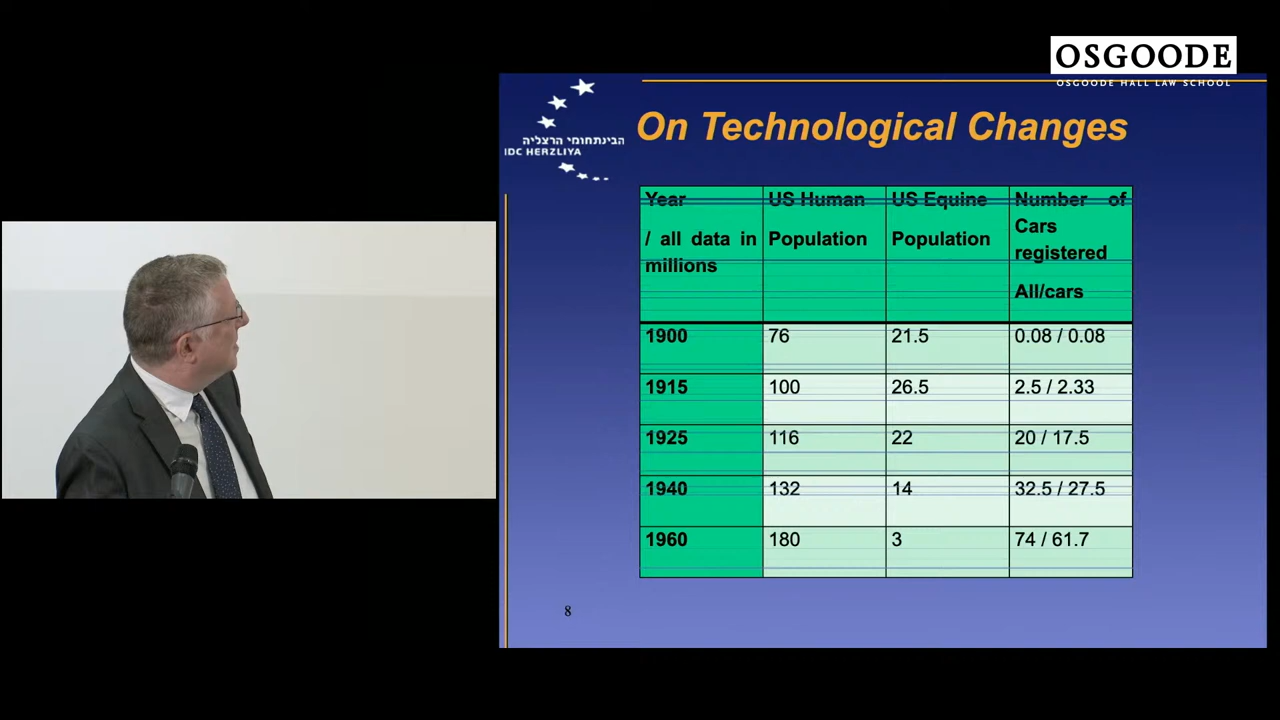 OSGOODE
OSGOODE HALL LAW SCHOOL
הבינתחומי הרצליה
IDC HERZLIYA
On Technological Changes
Year
/ all data in
millions
US Human
Population
US Equine
Population
Number of
Cars
registered
All/cars
1900 76 21.5 0.08 / 0.08
1915 100 26.5 2.5 / 2.33
1925 116 22 20 / 17.5
1940 132 14 32.5 / 27.5
1960 180 3 74 / 61.7
8